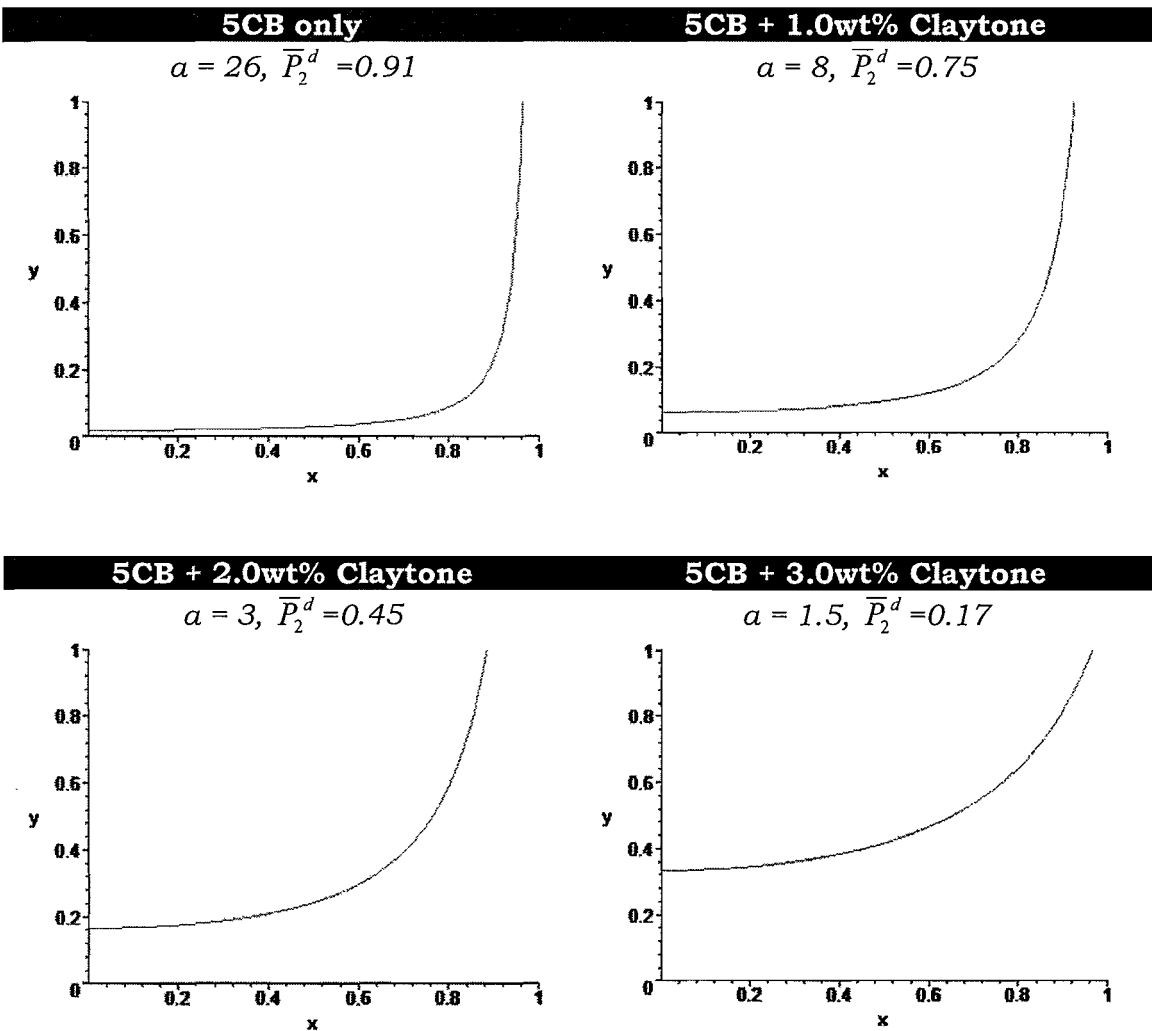 5CB only
a = 26, P̅₂ᵈ =0.91
1
0.8
0.6
y
0.4
0.2
0
0.2 0.4 0.6 0.8 1
x
5CB + 1.0wt% Claytone
a = 8, P̅₂ᵈ =0.75
1
0.8
0.6
y
0.4
0.2
0
0.2 0.4 0.6 0.8 1
x
5CB + 2.0wt% Claytone
a = 3, P̅₂ᵈ =0.45
1
0.8
0.6
y
0.4
0.2
0
0.2 0.4 0.6 0.8 1
x
5CB + 3.0wt% Claytone
a = 1.5, P̅₂ᵈ =0.17
1
0.8
0.6
y
0.4
0.2
0
0.2 0.4 0.6 0.8 1
x